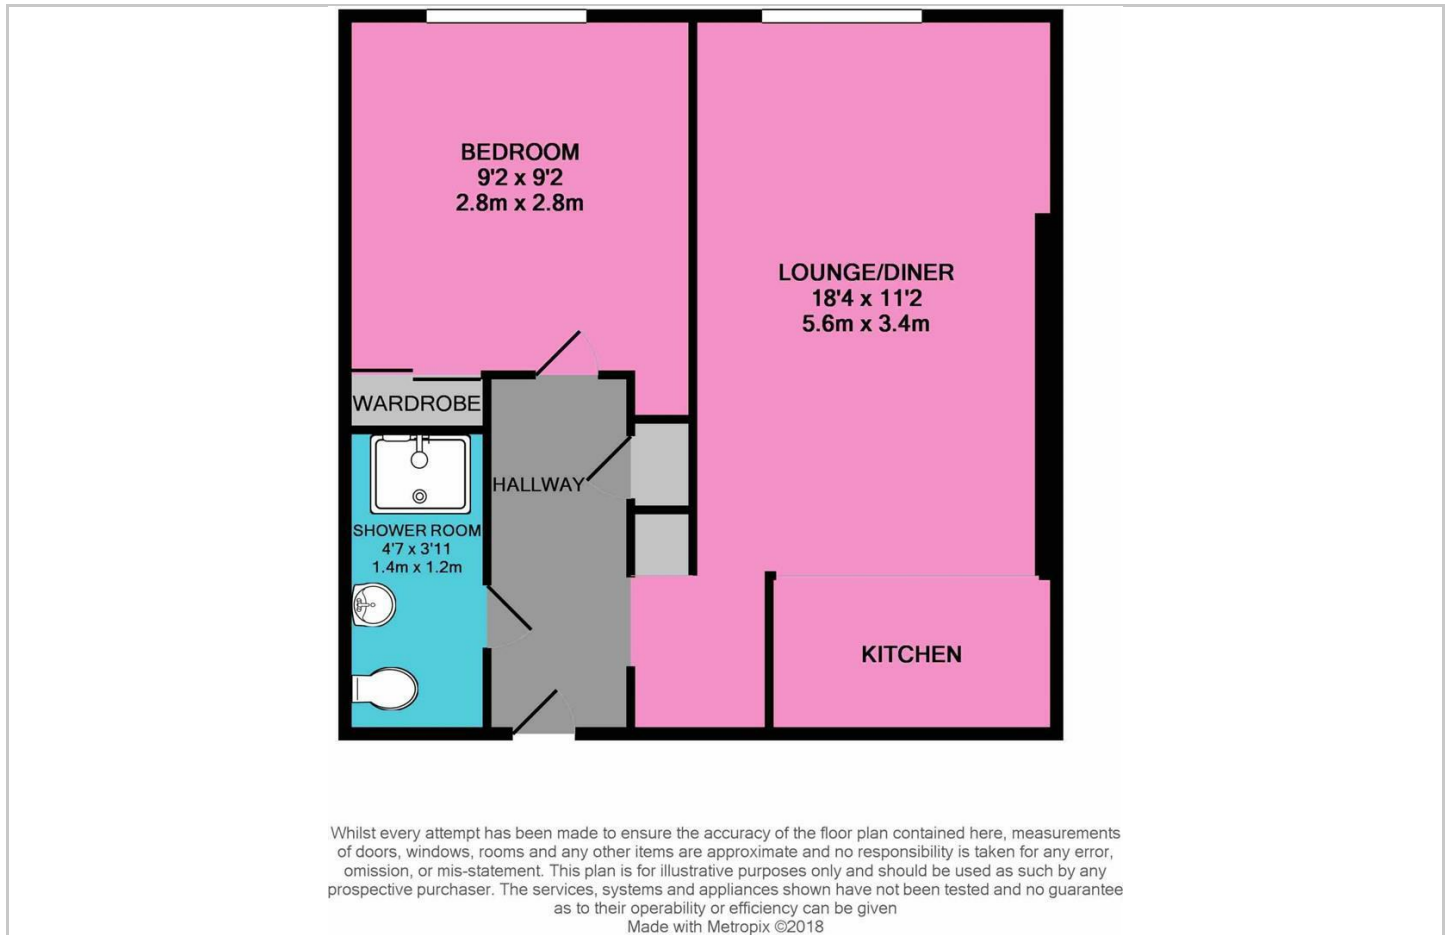 BEDROOM
9'2 x 9'2
2.8m x 2.8m
LOUNGE/DINER
18'4 x 11'2
5.6m x 3.4m
WARDROBE
HALLWAY
SHOWER ROOM
4'7 x 3'11
1.4m x 1.2m
KITCHEN
Whilst every attempt has been made to ensure the accuracy of the floor plan contained here, measurements
of doors, windows, rooms and any other items are approximate and no responsibility is taken for any error,
omission, or mis-statement. This plan is for illustrative purposes only and should be used as such by any
prospective purchaser. The services, systems and appliances shown have not been tested and no guarantee
as to their operability or efficiency can be given
Made with Metropix ©2018